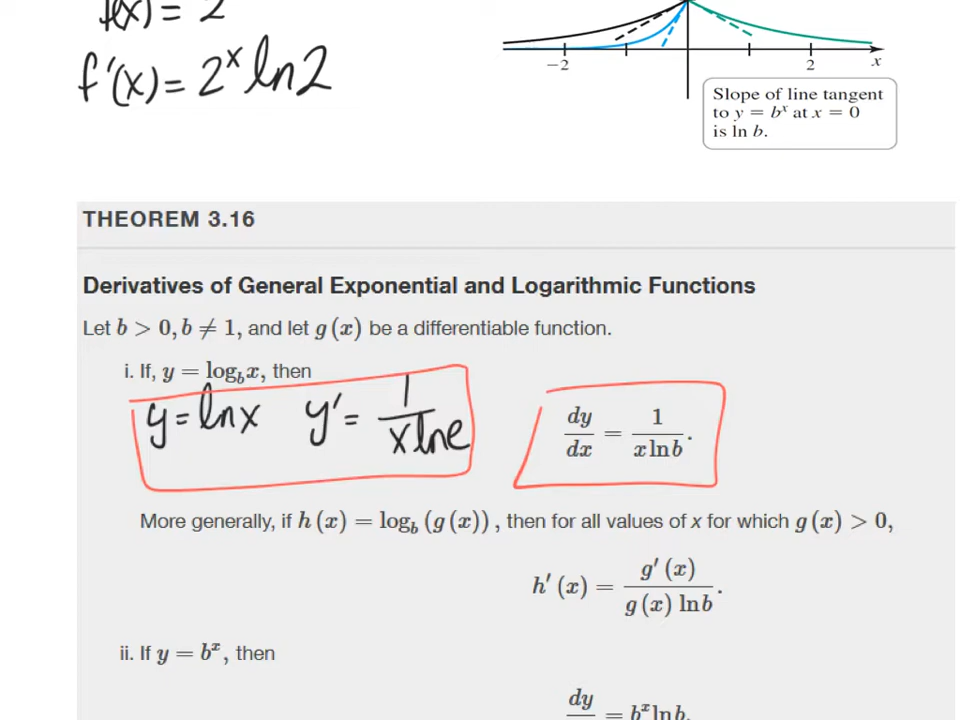 f(x) = 2
f'(x) = 2^x ln2
−2
2
x
Slope of line tangent
to y = b^x at x = 0
is ln b.
THEOREM 3.16
Derivatives of General Exponential and Logarithmic Functions
Let b > 0, b ≠ 1, and let g (x) be a differentiable function.
i. If, y = log_b x, then
y = lnx y' = 1/(x lne)
dy/dx = 1/(x ln b).
More generally, if h (x) = log_b (g (x)), then for all values of x for which g (x) > 0,
h' (x) = g' (x)/(g (x) ln b).
ii. If y = b^x, then
dy/ = b^x ln b.